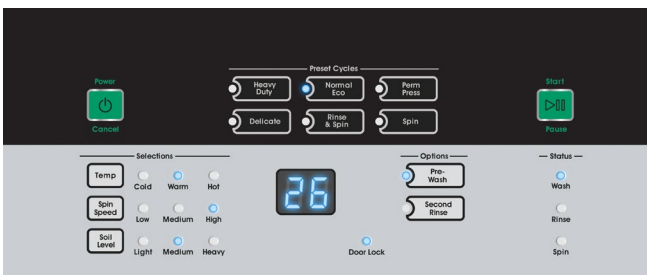 Preset Cycles
Power
Cancel
Heavy
Duty
Normal
Eco
Perm
Press
Delicate
Rinse
& Spin
Spin
Start
Pause
Selections
Temp
Cold Warm Hot
Spin
Speed
Low Medium High
Soil
Level
Light Medium Heavy
26
Door Lock
Options
Pre-
Wash
Second
Rinse
Status
Wash
Rinse
Spin